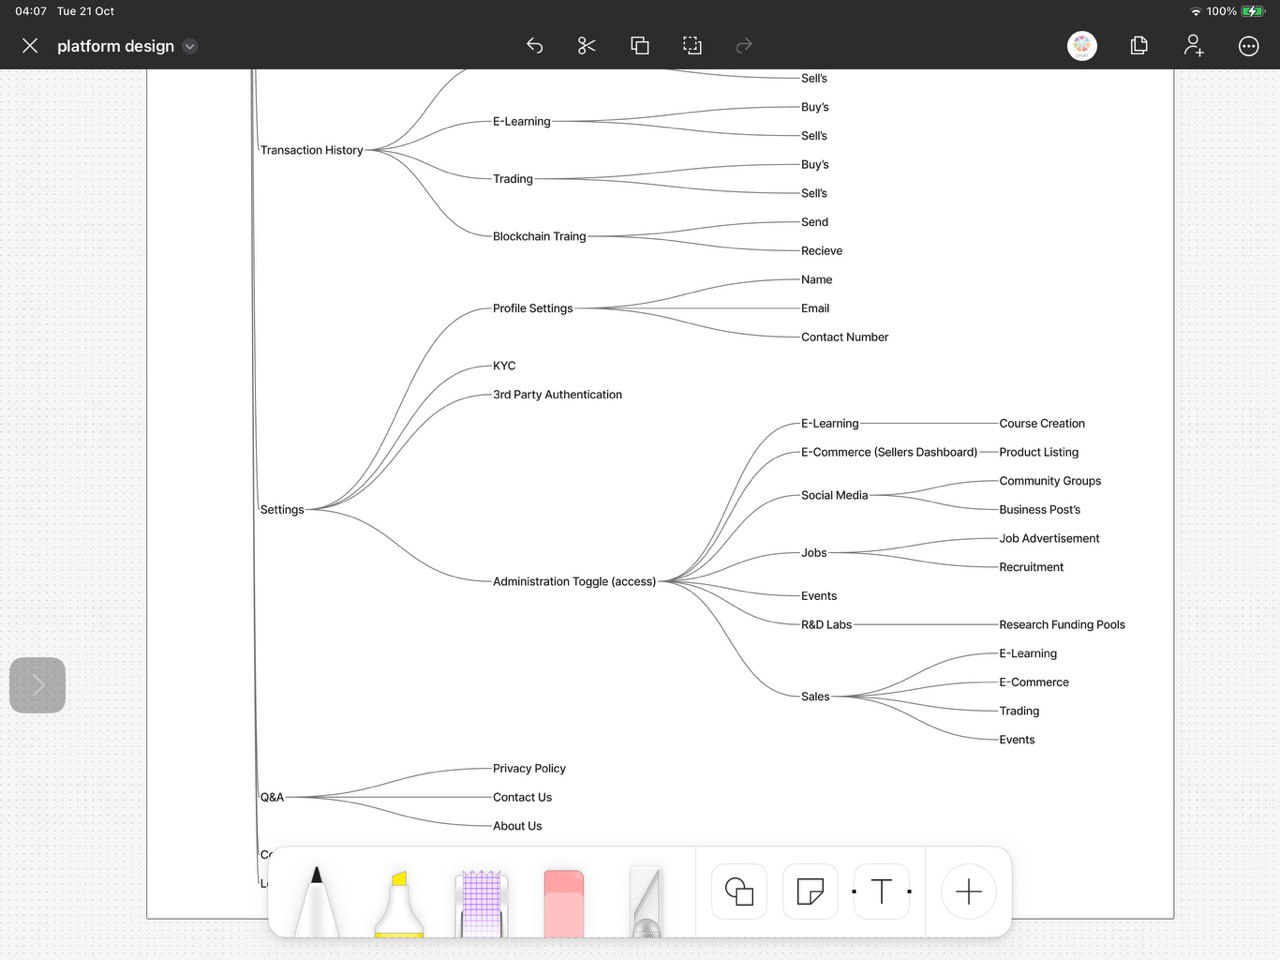 04:07 Tue 21 Oct
100%
platform design
Sell's
Buy's
E-Learning
Sell's
Transaction History
Buy's
Trading
Sell's
Send
Blockchain Traing
Recieve
Name
Profile Settings
Email
Contact Number
KYC
3rd Party Authentication
E-Learning
Course Creation
E-Commerce (Sellers Dashboard)
Product Listing
Community Groups
Social Media
Business Post's
Settings
Job Advertisement
Jobs
Recruitment
Administration Toggle (access)
Events
R&D Labs
Research Funding Pools
E-Learning
E-Commerce
Sales
Trading
Events
Privacy Policy
Q&A
Contact Us
About Us
T